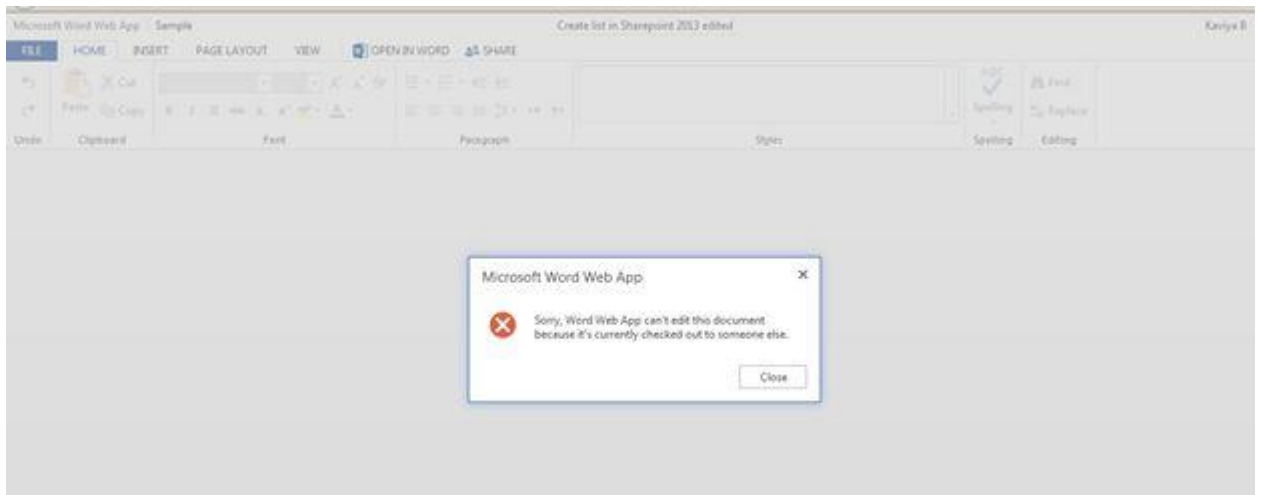 Microsoft Word Web App Sample Create list in Sharepoint 2013 edited Kaviya B
FILE HOME INSERT PAGE LAYOUT VIEW OPEN IN WORD SHARE
Cut
ABC
Find
Paste Copy
Spelling
Replace
Undo Clipboard Font Paragraph Styles Spelling Editing
Microsoft Word Web App
Sorry, Word Web App can't edit this document
because it's currently checked out to someone else.
Close